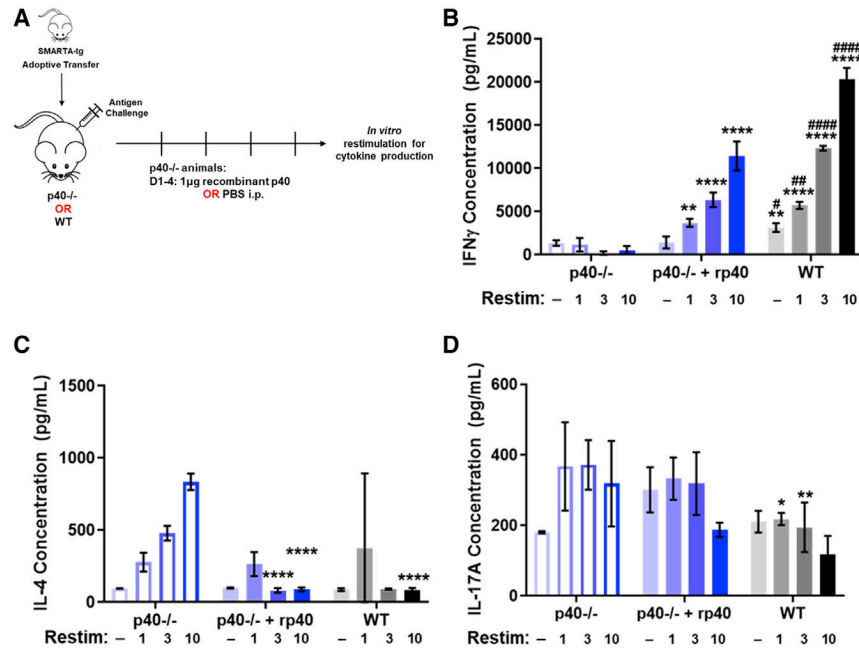 A
SMARTA-tg
Adoptive Transfer
Antigen
Challenge
p40-/-
OR
WT
p40-/- animals:
D1-4: 1μg recombinant p40
OR PBS i.p.
In vitro
restimulation for
cytokine production
B
IFNγ Concentration (pg/mL)
25000
20000
15000
10000
5000
0
** **** ****
# ## #### ####
** **** **** ****
p40-/- p40-/- + rp40 WT
Restim: – 1 3 10 – 1 3 10 – 1 3 10
C
IL-4 Concentration (pg/mL)
1500
1000
500
0
**** **** ****
p40-/- p40-/- + rp40 WT
Restim: – 1 3 10 – 1 3 10 – 1 3 10
D
IL-17A Concentration (pg/mL)
600
400
200
0
* **
p40-/- p40-/- + rp40 WT
Restim: – 1 3 10 – 1 3 10 – 1 3 10